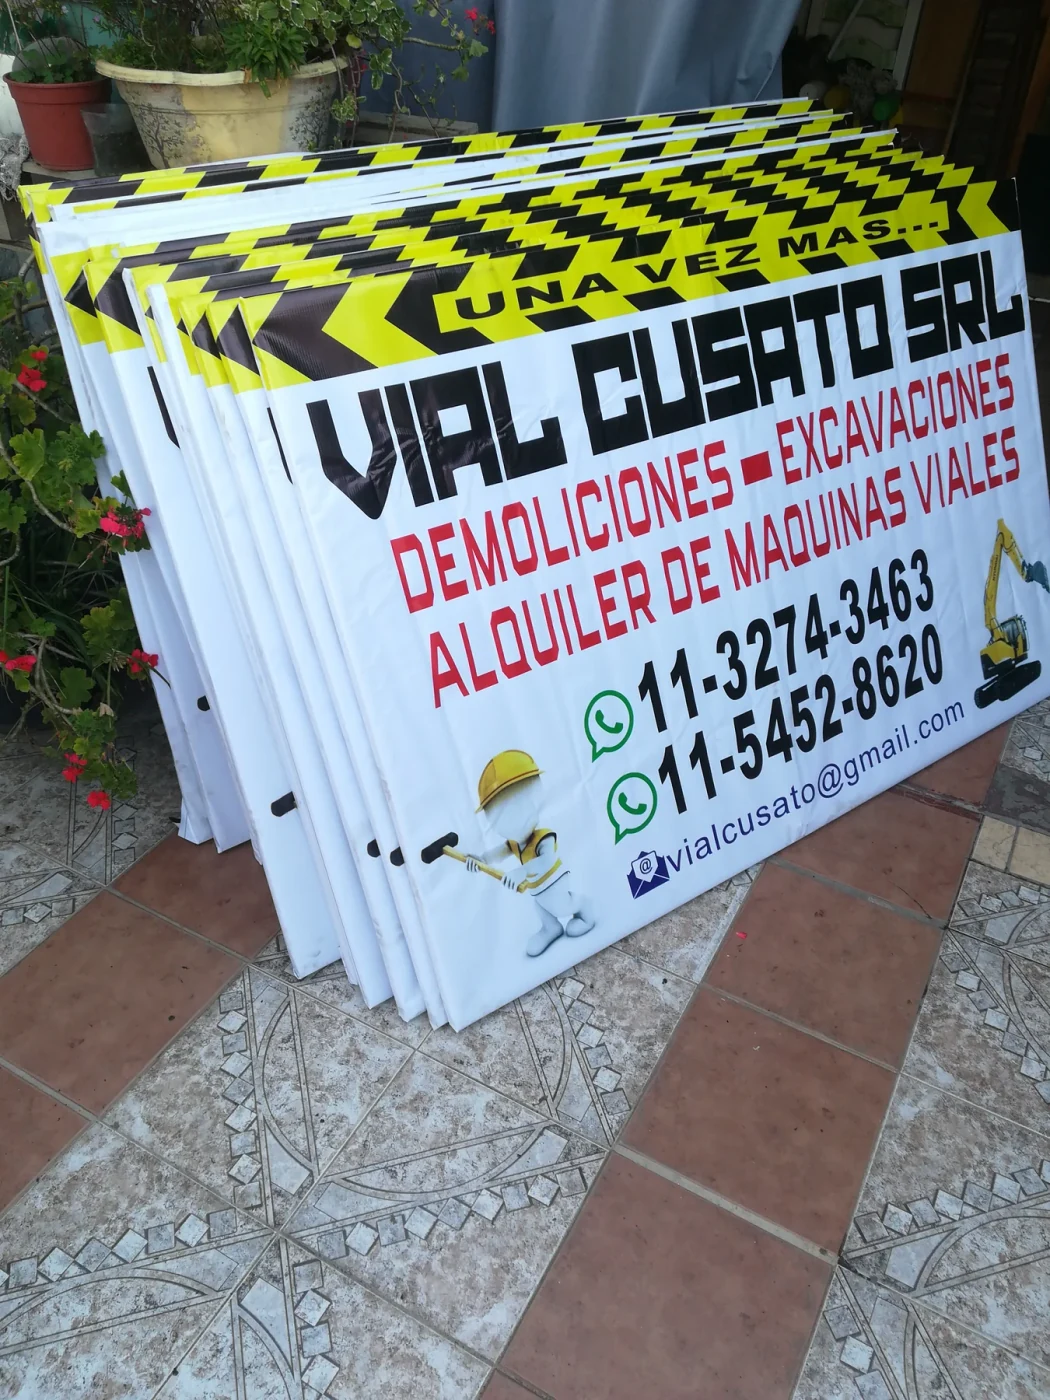 UNA VEZ MAS...
VIAL CUSATO SRL
DEMOLICIONES - EXCAVACIONES
ALQUILER DE MAQUINAS VIALES
11-3274-3463
11-5452-8620
vialcusato@gmail.com